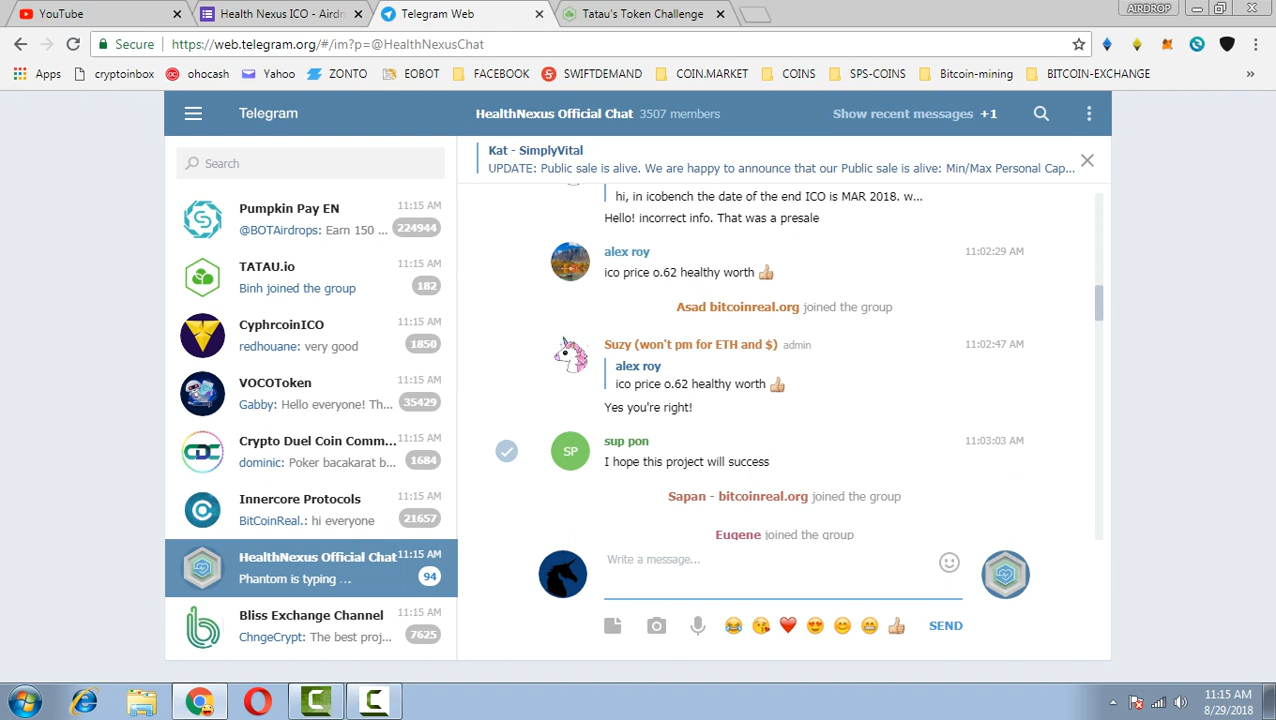 YouTube
Health Nexus ICO - Airdr
Telegram Web
Tatau's Token Challenge
AIRDROP
Secure
https://web.telegram.org/#/im?p=@HealthNexusChat
Apps
cryptoinbox
ohocash
Yahoo
ZONTO
EOBOT
FACEBOOK
SWIFTDEMAND
COIN.MARKET
COINS
SPS-COINS
Bitcoin-mining
BITCOIN-EXCHANGE
»
Telegram
HealthNexus Official Chat 3507 members
Show recent messages +1
Search
Pumpkin Pay EN 11:15 AM
@BOTAirdrops: Earn 150 ... 224944
TATAU.io 11:15 AM
Binh joined the group 182
CyphrcoinICO 11:15 AM
redhouane: very good 1850
VOCOToken 11:15 AM
Gabby: Hello everyone! Th... 35429
Crypto Duel Coin Comm... 11:15 AM
dominic: Poker bacakarat b... 1684
Innercore Protocols 11:15 AM
BitCoinReal.: hi everyone 21657
HealthNexus Official Chat 11:15 AM
Phantom is typing ... 94
Bliss Exchange Channel 11:15 AM
ChngeCrypt: The best proj... 7625
Kat - SimplyVital
UPDATE: Public sale is alive. We are happy to announce that our Public sale is alive: Min/Max Personal Cap...
hi, in icobench the date of the end ICO is MAR 2018. w...
Hello! incorrect info. That was a presale
alex roy 11:02:29 AM
ico price o.62 healthy worth 👍
Asad bitcoinreal.org joined the group
Suzy (won't pm for ETH and $) admin 11:02:47 AM
alex roy
ico price o.62 healthy worth 👍
Yes you're right!
SP
sup pon 11:03:03 AM
I hope this project will success
Sapan - bitcoinreal.org joined the group
Eugene joined the group
Write a message...
SEND
11:15 AM
8/29/2018